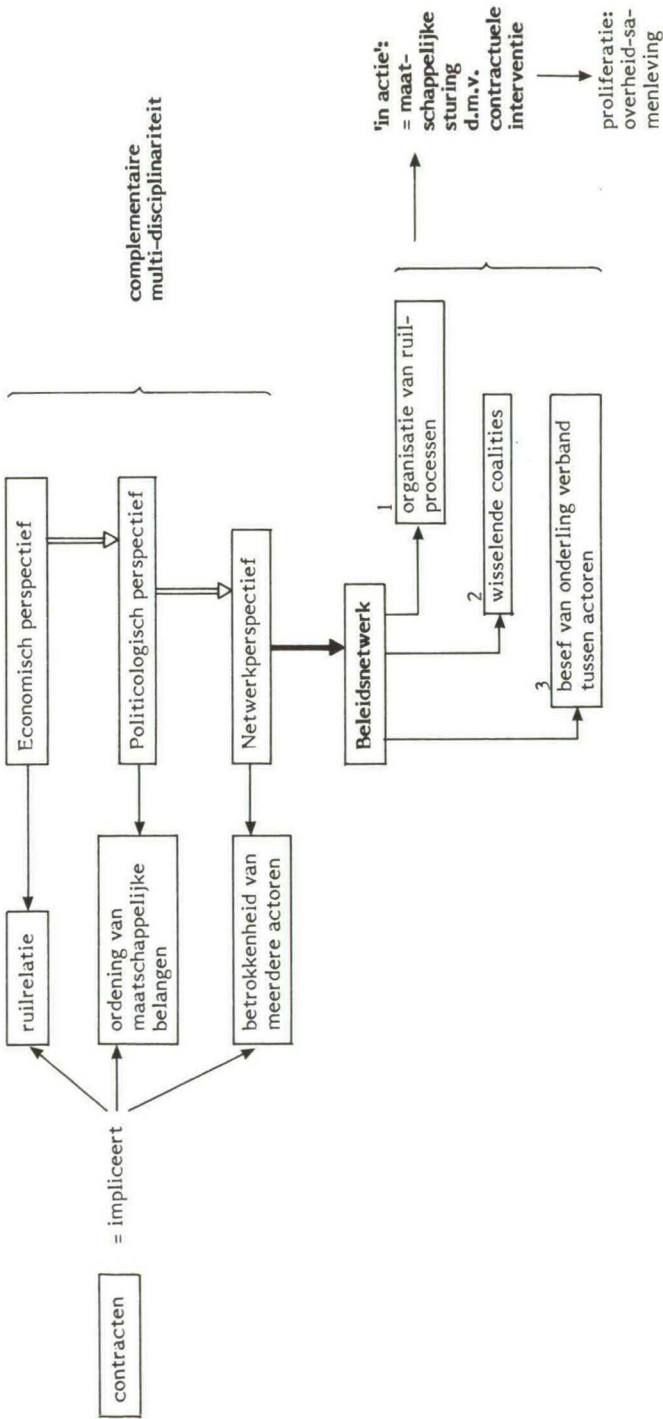 contracten
= impliceert
ruilrelatie
ordening van
maatschappelijke
belangen
betrokkenheid van
meerdere actoren
Economisch perspectief
Politicologisch perspectief
Netwerkperspectief
complementaire
multi-disciplinariteit
Beleidsnetwerk
1
organisatie van ruil-
processen
2
wisselende coalities
3
besef van onderling verband
tussen actoren
'in actie':
= maat-
schappelijke
sturing
d.m.v.
contractuele
interventie
proliferatie:
overheid-sa-
menleving